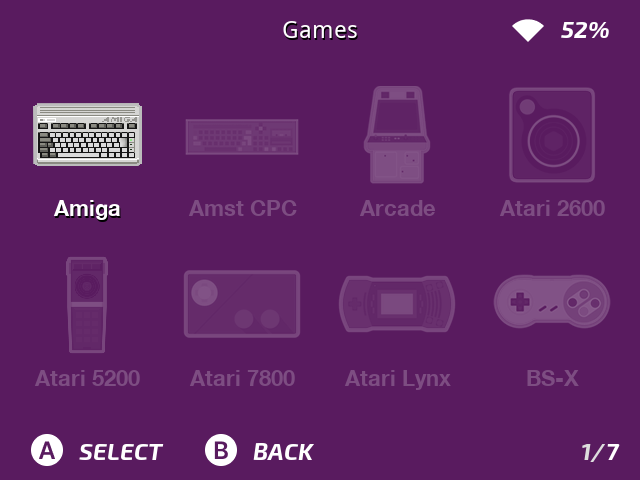 Games
52%
AMIGA
Amiga
Amst CPC
Arcade
Atari 2600
Atari 5200
Atari 7800
Atari Lynx
BS-X
A SELECT
B BACK
1/7